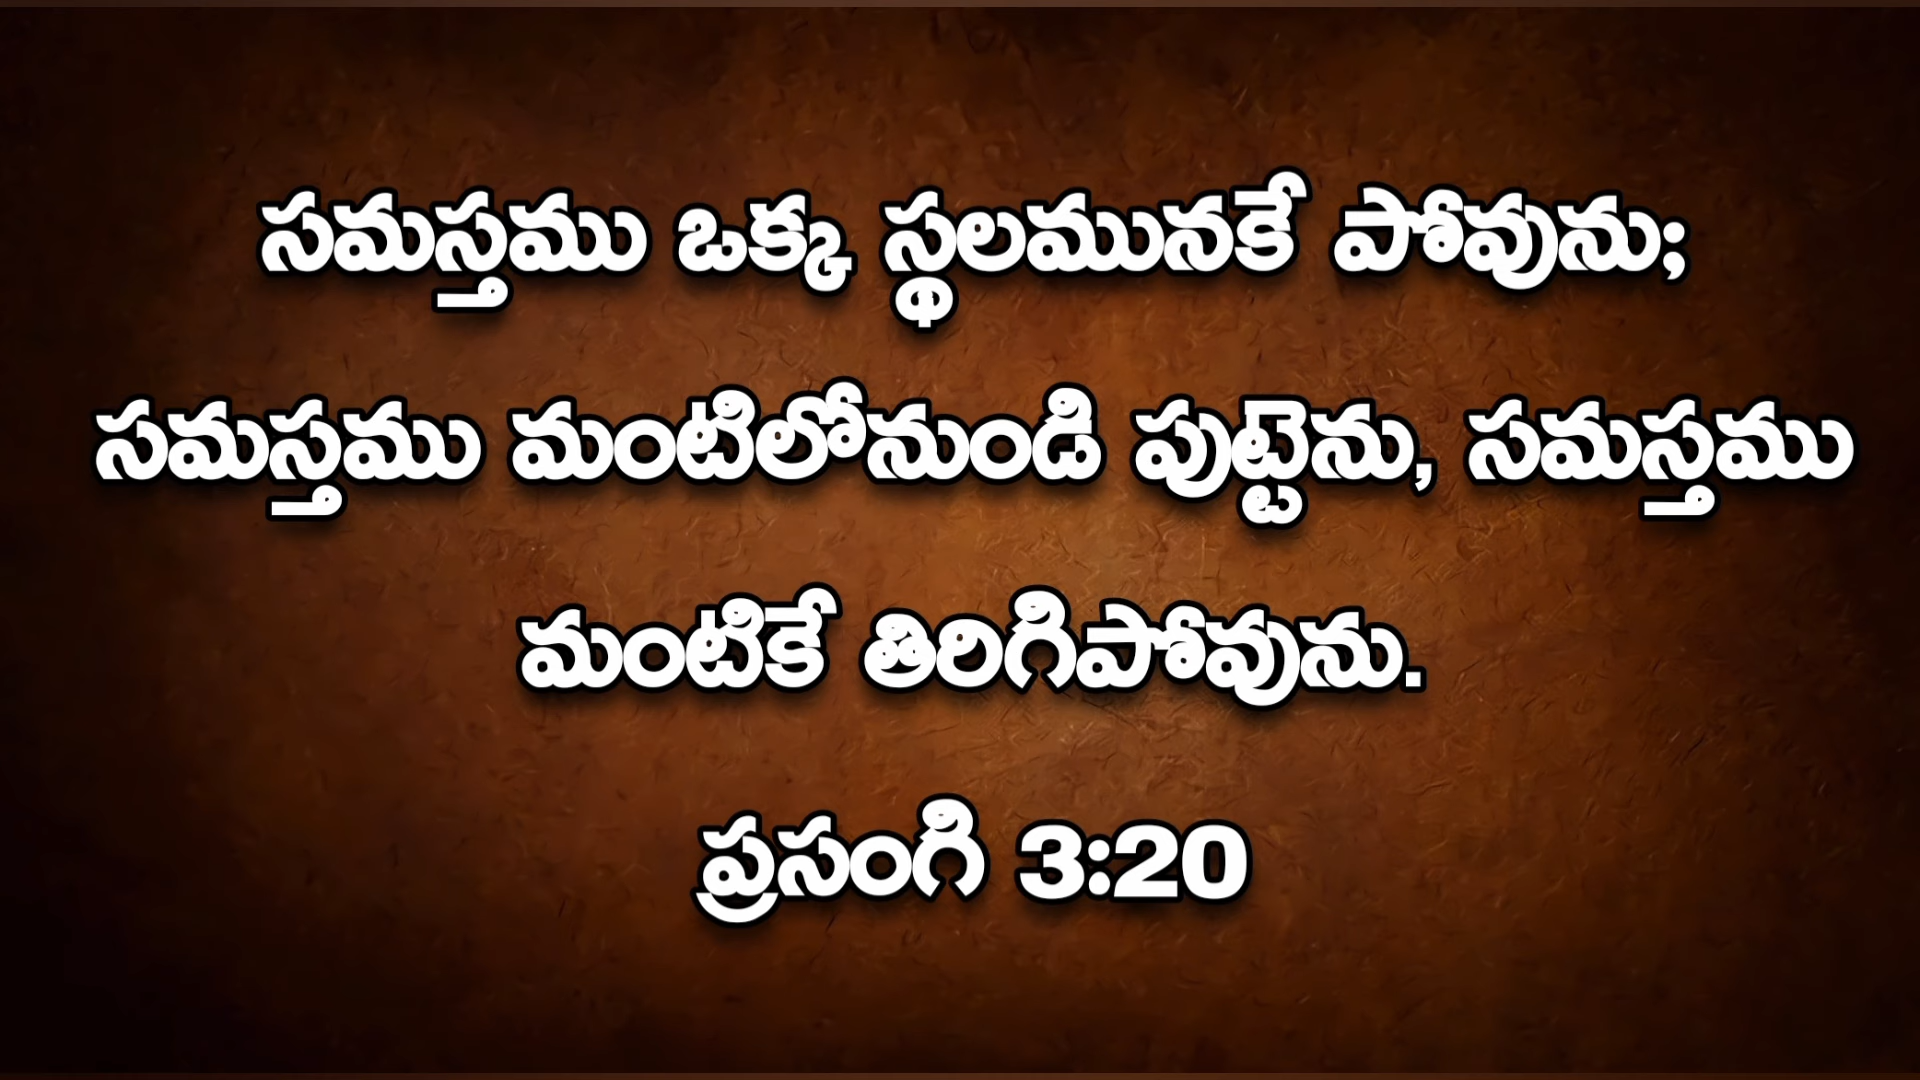 సమస్తము ఒక్క స్థలమునకే పోవును;
సమస్తము మంటిలోనుండి పుట్టెను, సమస్తము
మంటికే తిరిగిపోవును.
ప్రసంగి 3:20